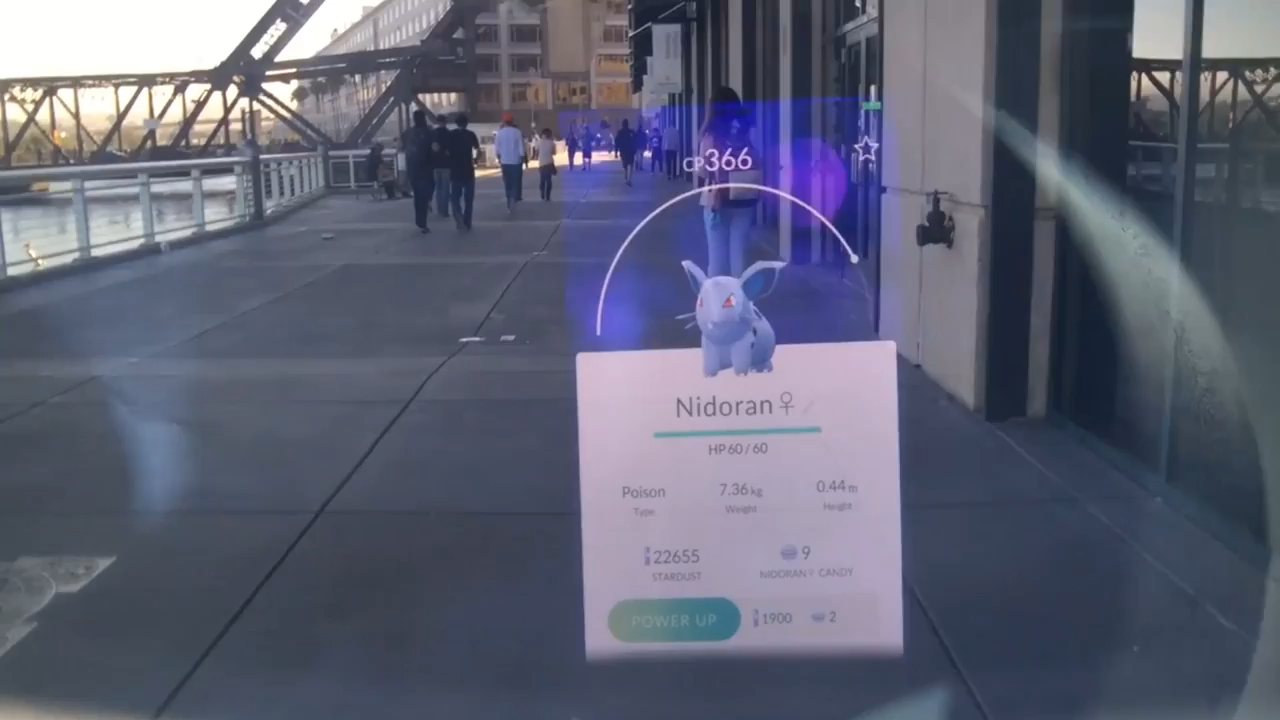 CP366
Nidoran♀
HP 60 / 60
Poison
7.36 kg
0.44 m
Type
Weight
Height
22655
9
STARDUST
NIDORAN♀ CANDY
POWER UP
1900
2